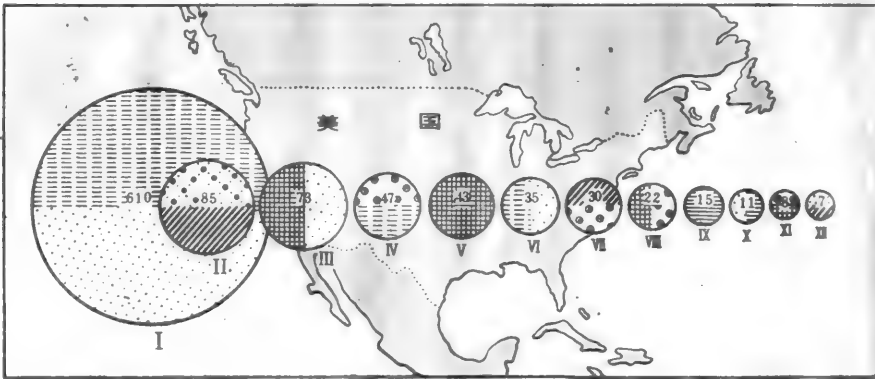 美 国
610 85 73 47 43 35 30 22 15 11 8 7
I II III IV V VI VII VIII IX X XI XII